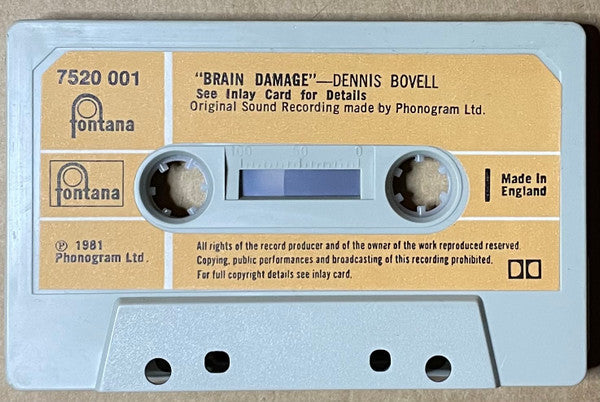 7520 001
fontana
"BRAIN DAMAGE"—DENNIS BOVELL
See Inlay Card for Details
Original Sound Recording made by Phonogram Ltd.
100 50 0
fontana
Made In
England
℗ 1981
Phonogram Ltd.
All rights of the record producer and of the owner of the work reproduced reserved.
Copying, public performances and broadcasting of this recording prohibited.
For full copyright details see inlay card.